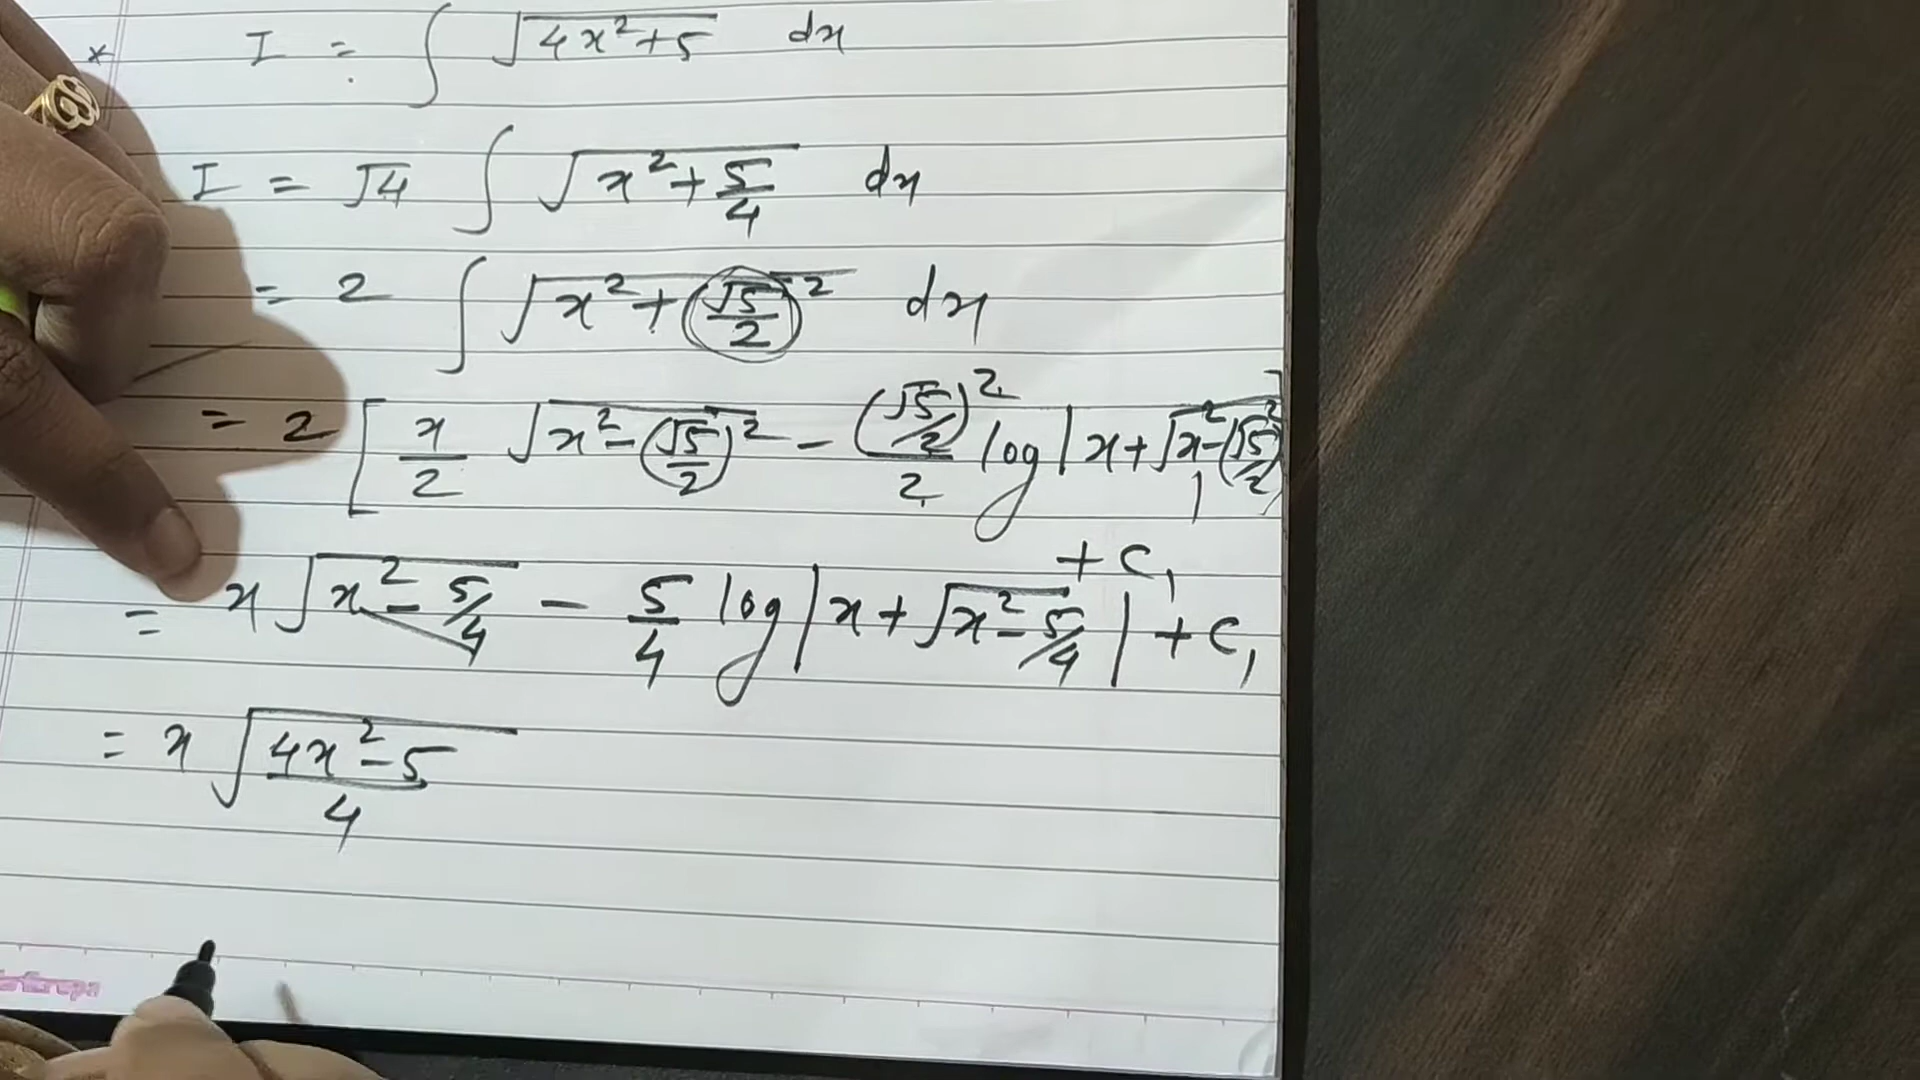 * I = ∫ √(4x²+5) dx
I = √4 ∫ √(x²+5/4) dx
= 2 ∫ √(x²+(√5/2)²) dx
= 2 [ x/2 √(x²-(√5/2)²) - (√5/2)²/2 log |x+√(x²-(√5/2)²)|
+ C₁
= x √(x²-5/4) - 5/4 log |x+√(x²-5/4)| + C₁
= x √((4x²-5)/4)